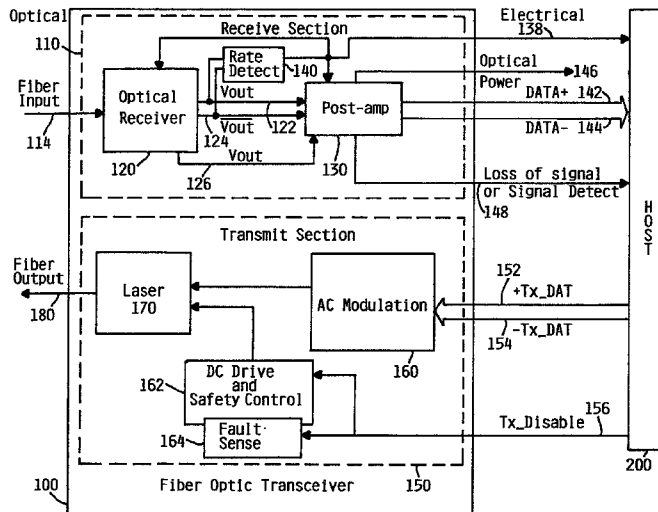 Optical
110
Receive Section
Electrical
138
Rate
Detect
140
Optical
Power
146
Fiber
Input
114
Optical
Receiver
120
Vout
124
Vout
122
126
Vout
Post-amp
130
DATA+ 142
DATA- 144
Loss of signal
or Signal Detect
148
HOST
Transmit Section
Fiber
Output
180
Laser
170
AC Modulation
160
152
+Tx_DAT
-Tx_DAT
154
162
DC Drive and
Safety Control
164
Fault-
Sense
Tx_Disable
156
100
Fiber Optic Transceiver
150
200